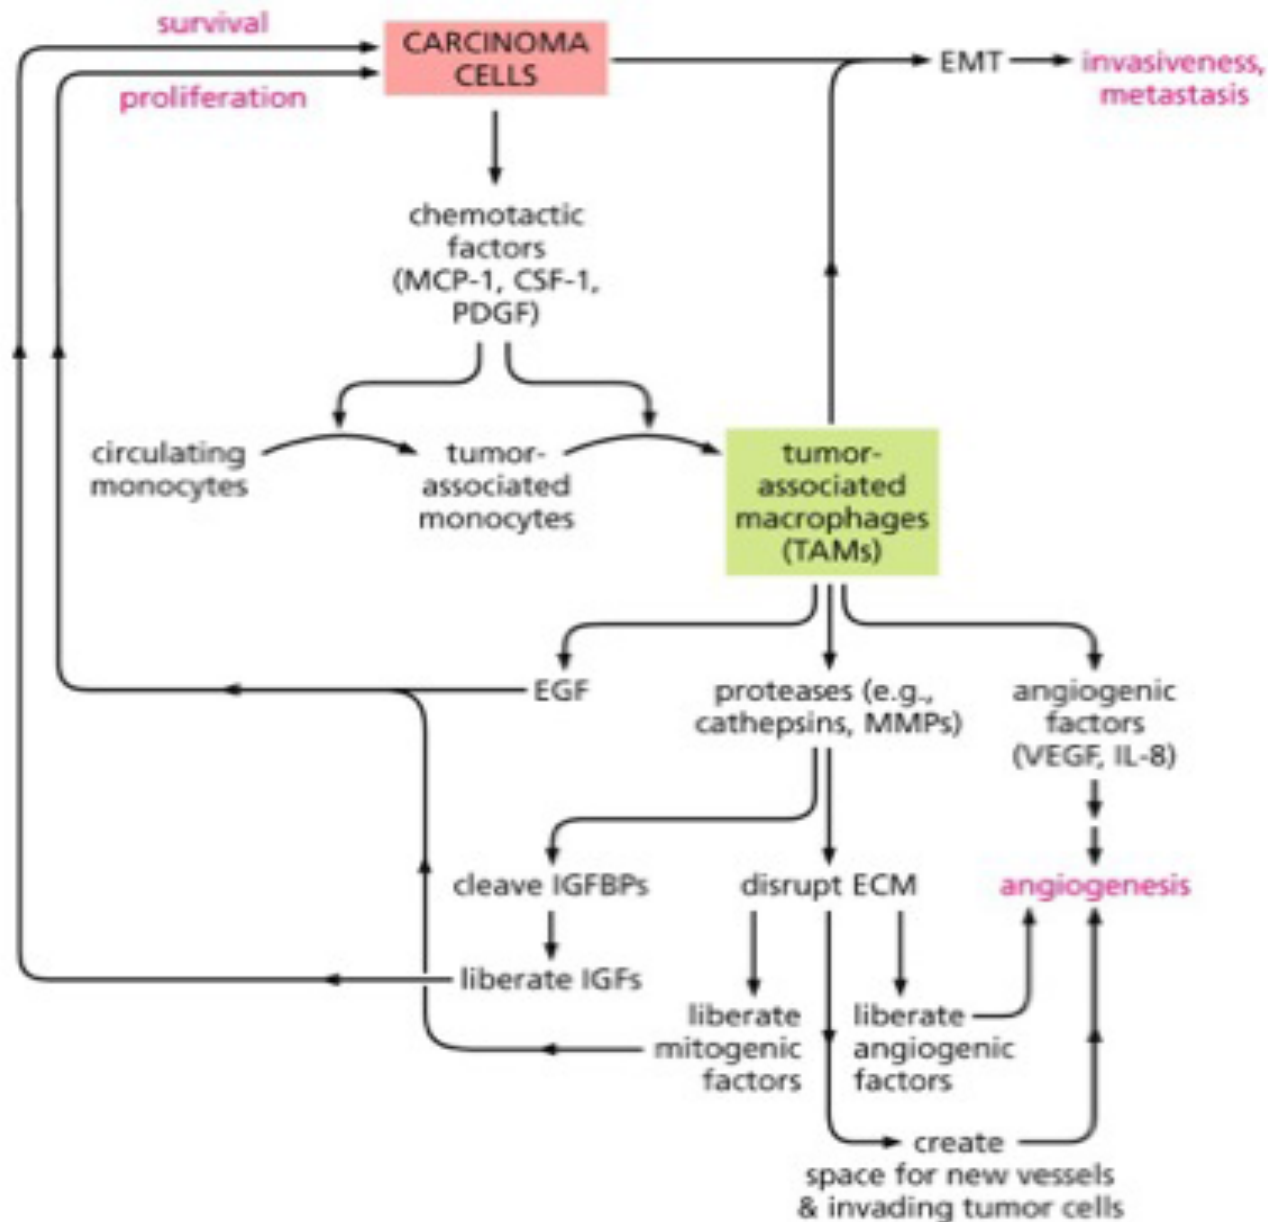 survival
proliferation
CARCINOMA
CELLS
EMT
invasiveness,
metastasis
chemotactic
factors
(MCP-1, CSF-1,
PDGF)
circulating
monocytes
tumor-
associated
monocytes
tumor-
associated
macrophages
(TAMs)
EGF
proteases (e.g.,
cathepsins, MMPs)
angiogenic
factors
(VEGF, IL-8)
cleave IGFBPs
disrupt ECM
angiogenesis
liberate IGFs
liberate
mitogenic
factors
liberate
angiogenic
factors
create
space for new vessels
& invading tumor cells